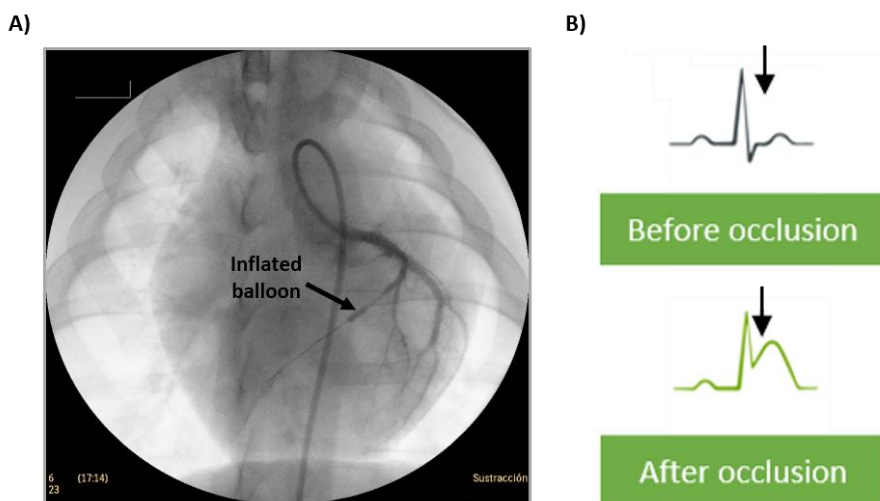 A)
B)
Inflated
balloon
6 (17:14)
23
Sustracción
Before occlusion
After occlusion